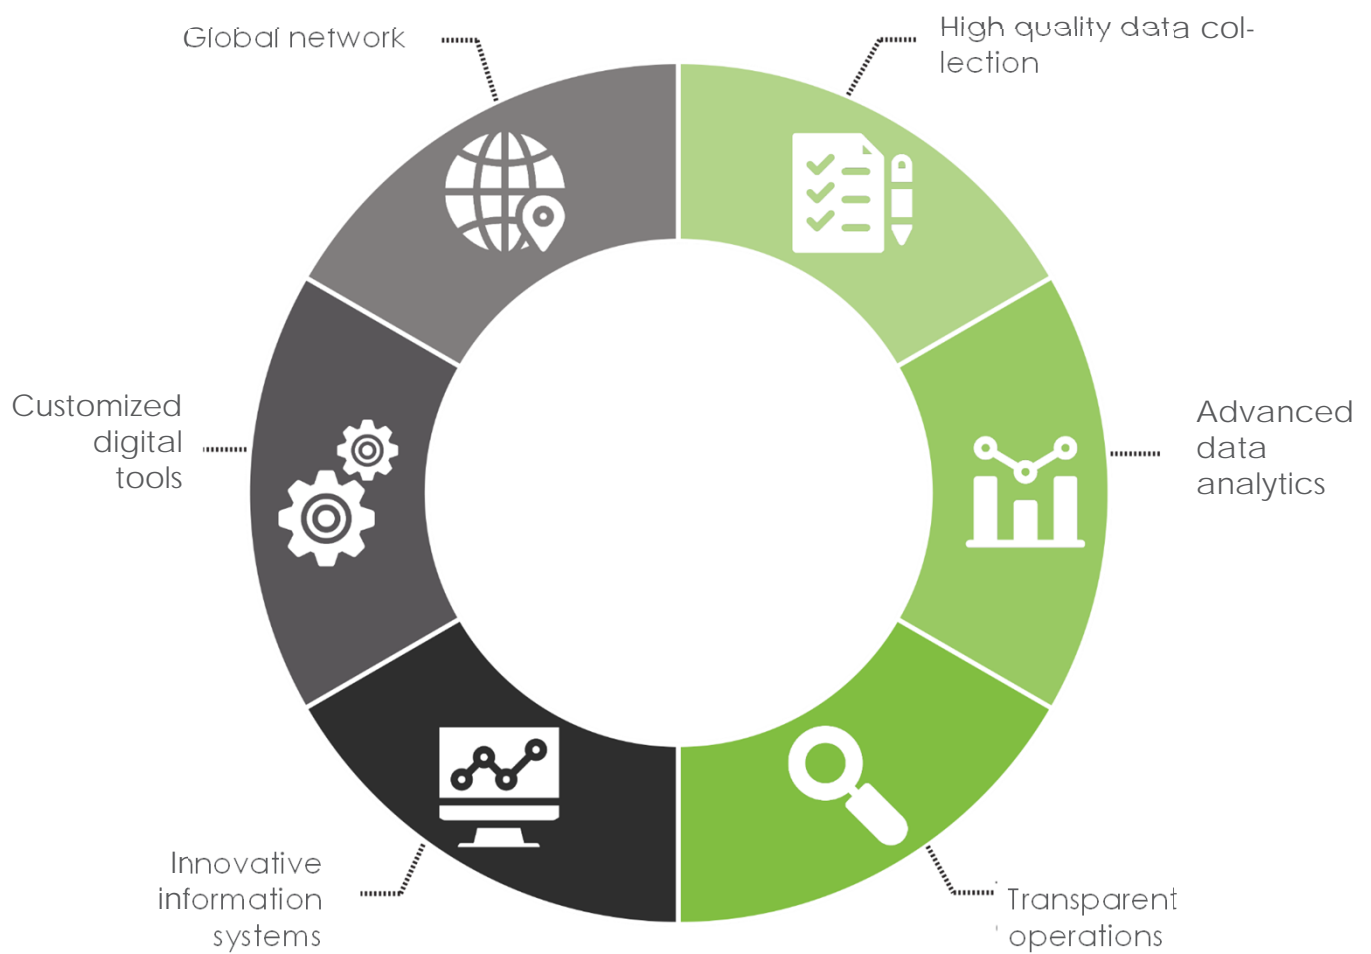 Global network
High quality data col-
lection
Customized
digital
tools
Advanced
data
analytics
Innovative
information
systems
Transparent
operations